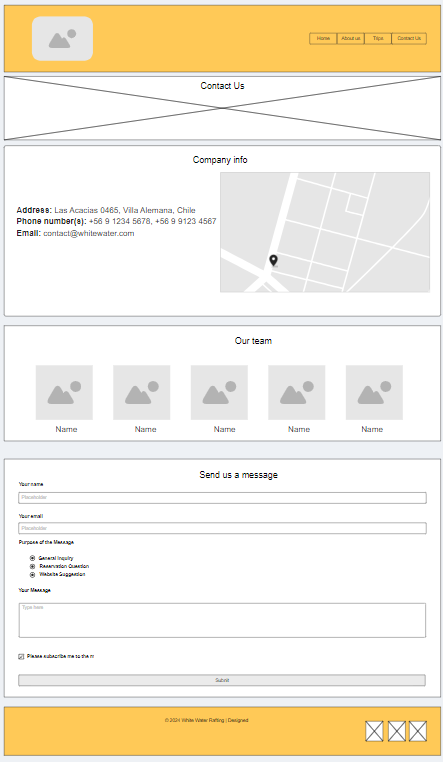 Home About us Trips Contact Us
Contact Us
Company info
Address: Las Acacias 0465, Villa Alemana, Chile
Phone number(s): +56 9 1234 5678, +56 9 9123 4567
Email: contact@whitewater.com
Our team
Name Name Name Name Name
Send us a message
Your name
Placeholder
Your email
Placeholder
Purpose of the Message
General Inquiry
Reservation Question
Website Suggestion
Your Message
Type here
Please subscribe me to the m
Submit
© 2024 White Water Rafting | Designed